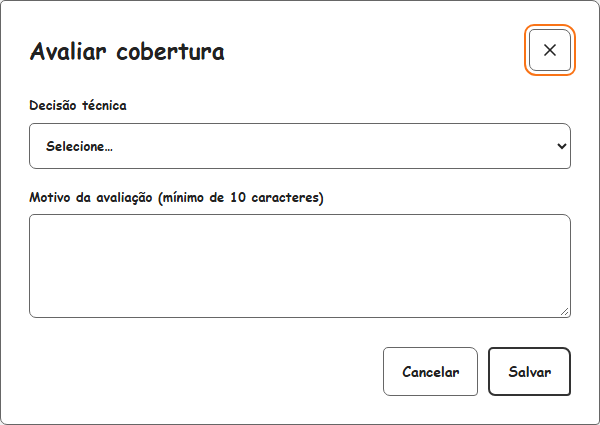 Avaliar cobertura
Decisão técnica
Selecione...
Motivo da avaliação (mínimo de 10 caracteres)
Cancelar
Salvar